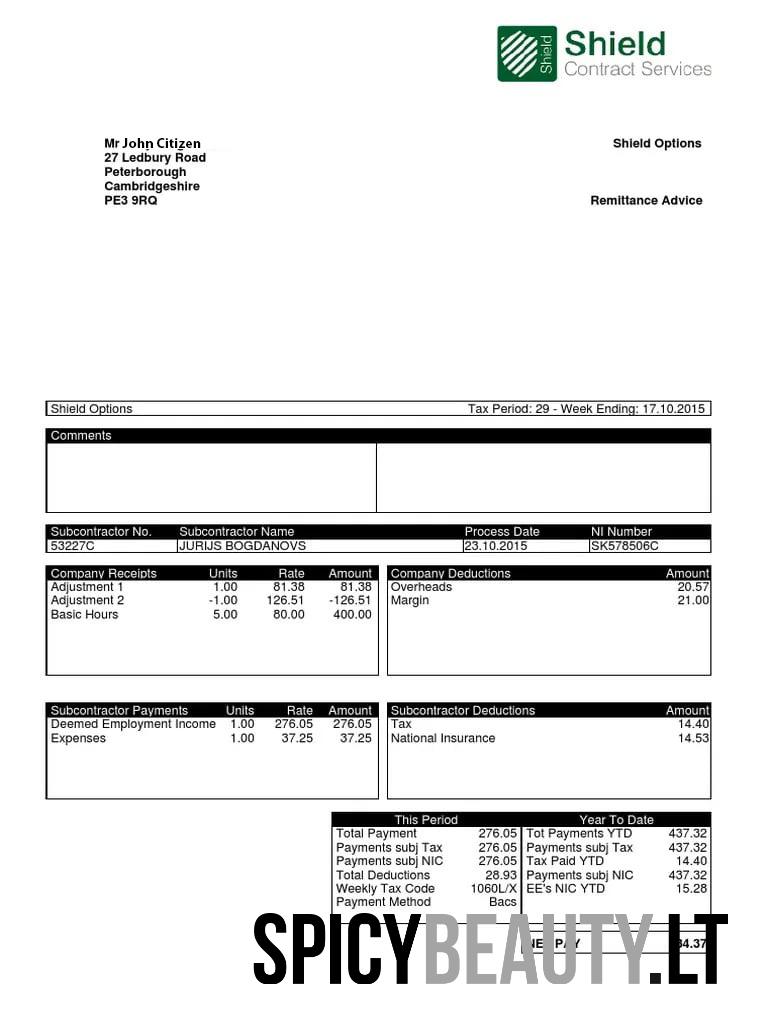 Shield
Shield
Contract Services
Mr John Citizen
Shield Options
27 Ledbury Road
Peterborough
Cambridgeshire
PE3 9RQ
Remittance Advice
Shield Options Tax Period: 29 - Week Ending: 17.10.2015
Comments
Subcontractor No. Subcontractor Name Process Date NI Number
53227C JURIJS BOGDANOVS 23.10.2015 SK578506C
Company Receipts Units Rate Amount Company Deductions Amount
Adjustment 1 1.00 81.38 81.38 Overheads 20.57
Adjustment 2 -1.00 126.51 -126.51 Margin 21.00
Basic Hours 5.00 80.00 400.00
Subcontractor Payments Units Rate Amount Subcontractor Deductions Amount
Deemed Employment Income 1.00 276.05 276.05 Tax 14.40
Expenses 1.00 37.25 37.25 National Insurance 14.53
This Period Year To Date
Total Payment 276.05 Tot Payments YTD 437.32
Payments subj Tax 276.05 Payments subj Tax 437.32
Payments subj NIC 276.05 Tax Paid YTD 14.40
Total Deductions 28.93 Payments subj NIC 437.32
Weekly Tax Code 1060L/X EE's NIC YTD 15.28
Payment Method Bacs
NET PAY
SPICYBEAUTY.LT